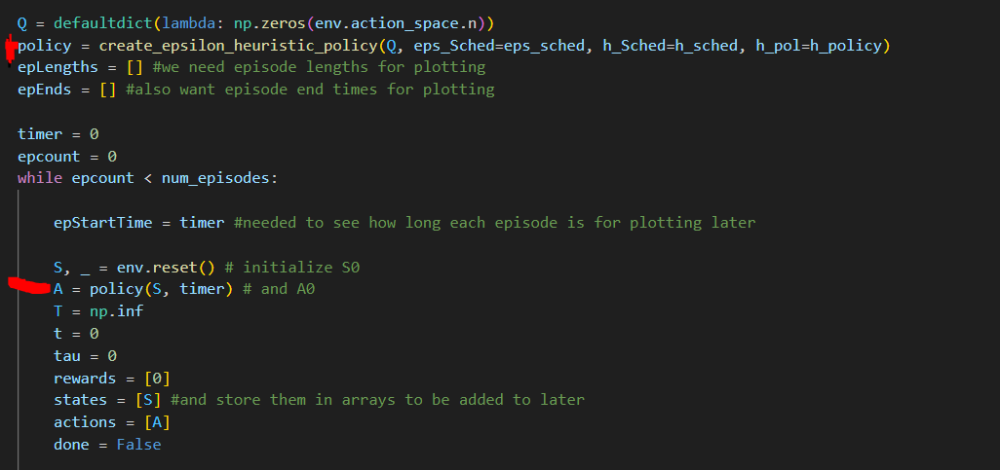 Q = defaultdict(lambda: np.zeros(env.action_space.n))
policy = create_epsilon_heuristic_policy(Q, eps_Sched=eps_sched, h_Sched=h_sched, h_pol=h_policy)
epLengths = [] #we need episode lengths for plotting
epEnds = [] #also want episode end times for plotting
timer = 0
epcount = 0
while epcount < num_episodes:
epStartTime = timer #needed to see how long each episode is for plotting later
S, _ = env.reset() # initialize S0
A = policy(S, timer) # and A0
T = np.inf
t = 0
tau = 0
rewards = [0]
states = [S] #and store them in arrays to be added to later
actions = [A]
done = False